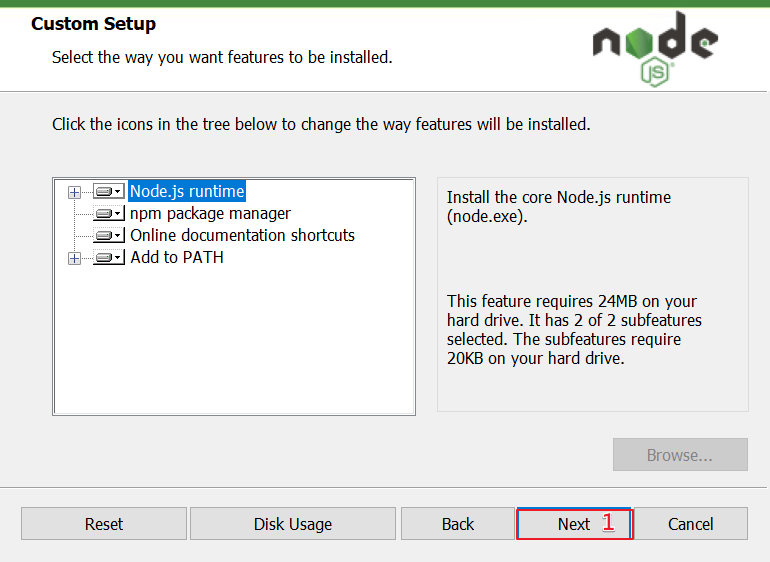 Custom Setup
Select the way you want features to be installed.
node
JS
Click the icons in the tree below to change the way features will be installed.
Node.js runtime
npm package manager
Online documentation shortcuts
Add to PATH
Install the core Node.js runtime
(node.exe).
This feature requires 24MB on your
hard drive. It has 2 of 2 subfeatures
selected. The subfeatures require
20KB on your hard drive.
Browse...
Reset
Disk Usage
Back
Next 1
Cancel